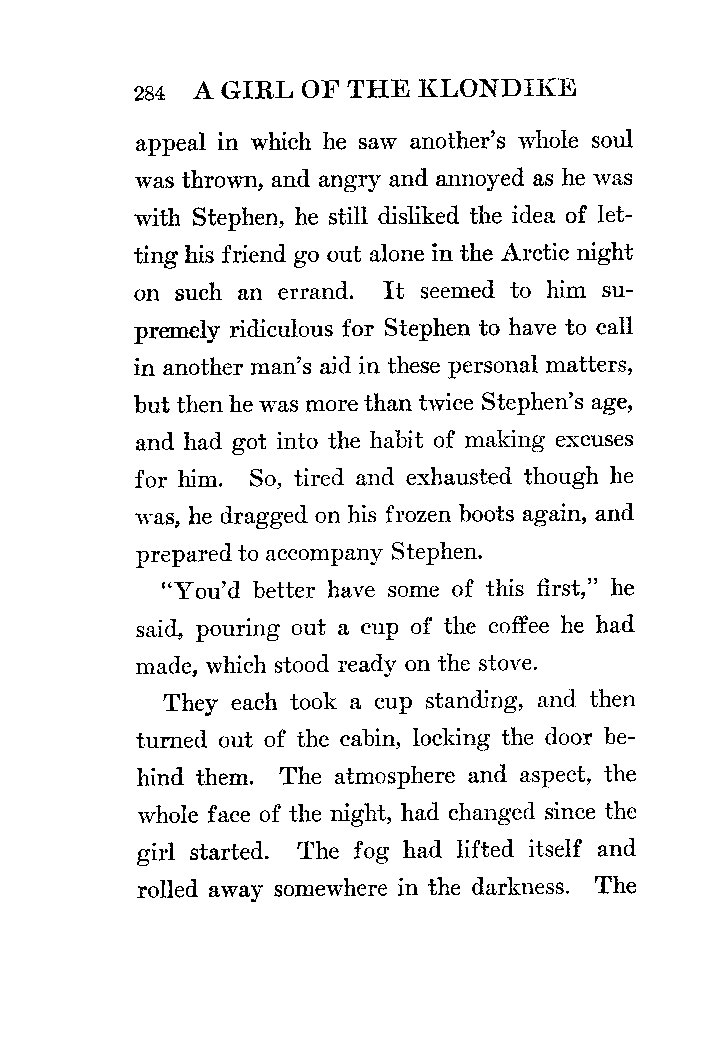 284 A GIRL OF THE KLONDIKE
appeal in which he saw another's whole soul
was thrown, and angry and annoyed as he was
with Stephen, he still disliked the idea of let-
ting his friend go out alone in the Arctic night
on such an errand. It seemed to him su-
premely ridiculous for Stephen to have to call
in another man's aid in these personal matters,
but then he was more than twice Stephen's age,
and had got into the habit of making excuses
for him. So, tired and exhausted though he
was, he dragged on his frozen boots again, and
prepared to accompany Stephen.
"You'd better have some of this first," he
said, pouring out a cup of the coffee he had
made, which stood ready on the stove.
They each took a cup standing, and then
turned out of the cabin, locking the door be-
hind them. The atmosphere and aspect, the
whole face of the night, had changed since the
girl started. The fog had lifted itself and
rolled away somewhere in the darkness. The